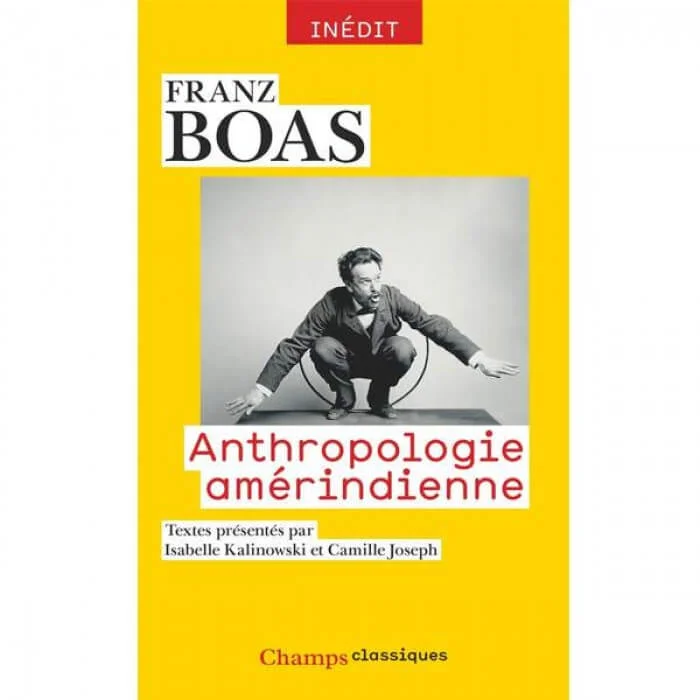 INÉDIT
FRANZ
BOAS
Anthropologie
amérindienne
Textes présentés par
Isabelle Kalinowski et Camille Joseph
Champs classiques